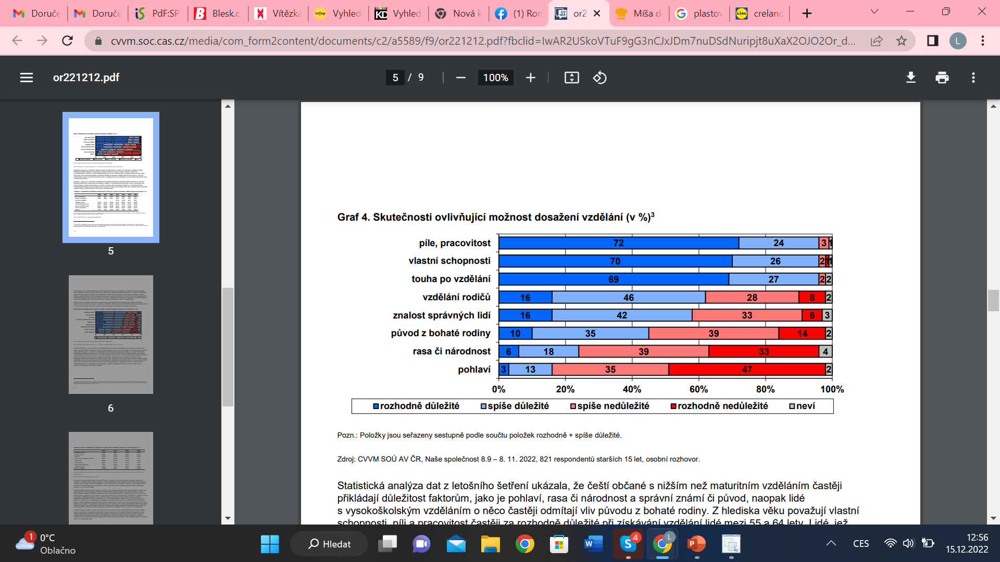 Doruče
Doruče
PdF:SP
Blesk.c
Vítězka
Vyhled
Vyhled
Nová k
(1) Ron
or2
Míša d
plastov
creland
cvvm.soc.cas.cz/media/com_form2content/documents/c2/a5589/f9/or221212.pdf?fbclid=IwAR2USkoVTuF9gG3nCJxJDm7nuDSdNuripjt8uXaX2OJO2Or_d...
L
or221212.pdf
5 / 9
100%
5
6
Graf 4. Skutečnosti ovlivňující možnost dosažení vzdělání (v %)³
píle, pracovitost 72 24 3 1
vlastní schopnosti 70 26 2 1 1
touha po vzdělání 69 27 2 2
vzdělání rodičů 16 46 28 8 2
znalost správných lidí 16 42 33 6 3
původ z bohaté rodiny 10 35 39 14 2
rasa či národnost 6 18 39 33 4
pohlaví 3 13 35 47 2
0% 20% 40% 60% 80% 100%
rozhodně důležité spíše důležité spíše nedůležité rozhodně nedůležité neví
Pozn.: Položky jsou seřazeny sestupně podle součtu položek rozhodně + spíše důležité.
Zdroj: CVVM SOÚ AV ČR, Naše společnost 8.9 – 8. 11. 2022, 821 respondentů starších 15 let, osobní rozhovor.
Statistická analýza dat z letošního šetření ukázala, že čeští občané s nižším než maturitním vzděláním častěji
přikládají důležitost faktorům, jako je pohlaví, rasa či národnost a správní známí či původ, naopak lidé
s vysokoškolským vzděláním o něco častěji odmítají vliv původu z bohaté rodiny. Z hlediska věku považují vlastní
schopnosti, píli a pracovitost častěji za rozhodně důležité při získávání vzdělání lidé mezi 55 a 64 lety. Lidé, jež
1
0°C
Oblačno
Hledat
4
L
CES
12:56
15.12.2022